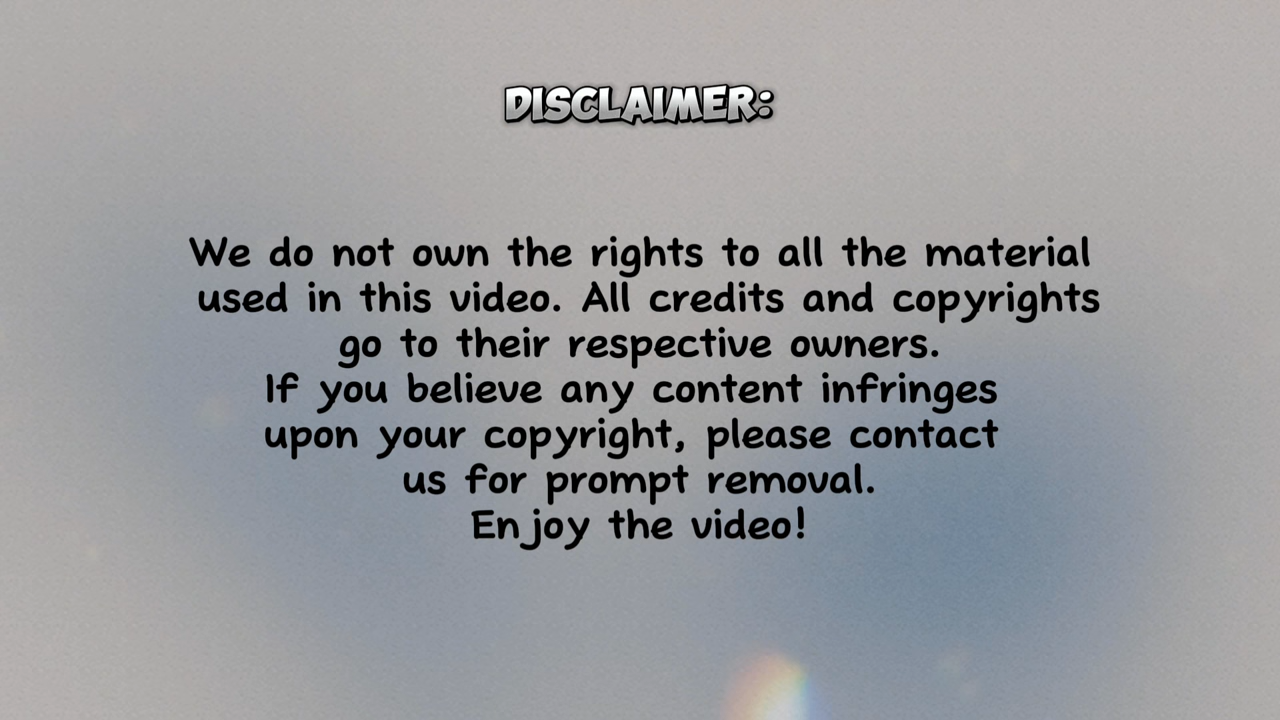 DISCLAIMER:
We do not own the rights to all the material
used in this video. All credits and copyrights
go to their respective owners.
If you believe any content infringes
upon your copyright, please contact
us for prompt removal.
Enjoy the video!